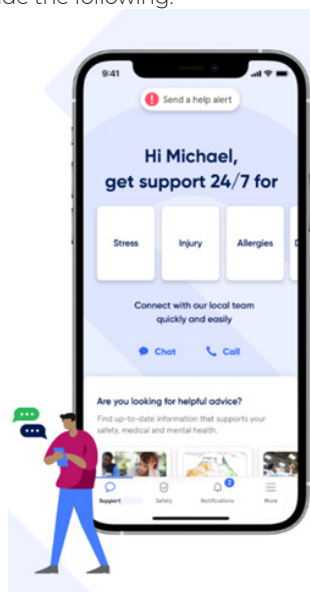 de the following:
9:41
Send a help alert
Hi Michael,
get support 24/7 for
Stress
Injury
Allergies
D
Connect with our local team
quickly and easily
Chat
Call
Are you looking for helpful advice?
Find up-to-date information that supports your
safety, medical and mental health.
2
Support
Safety
Notifications
More